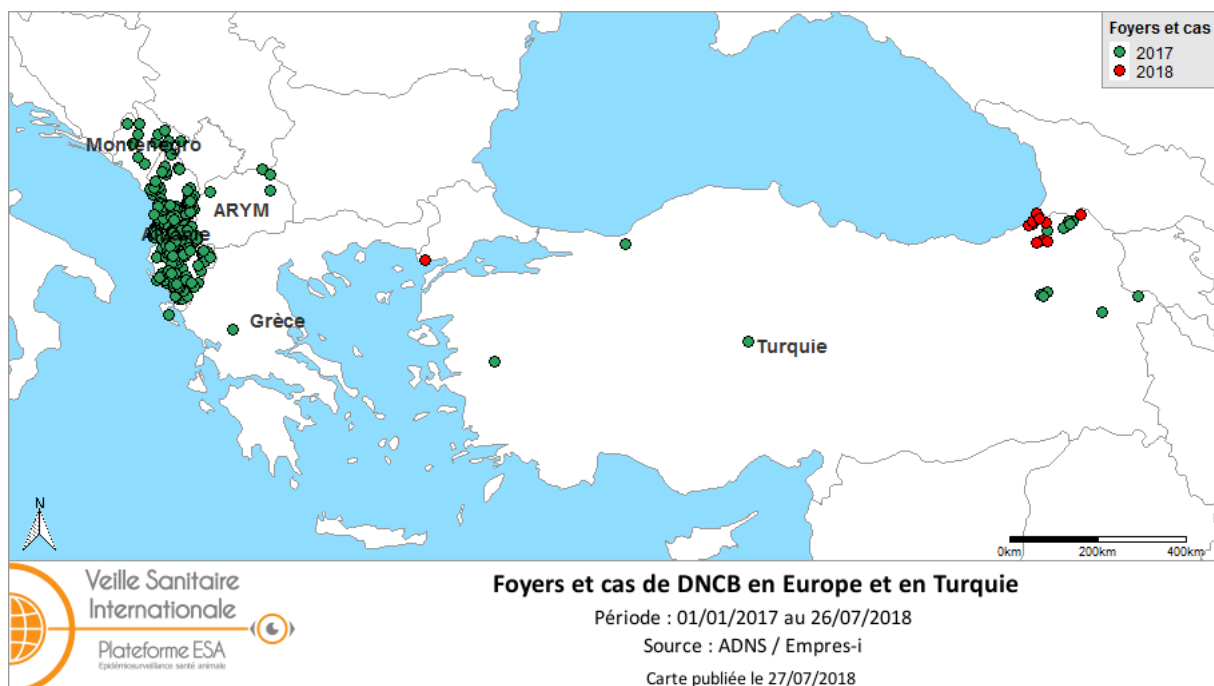 Foyers et cas
2017
2018
Monténégro
ARYM
Albanie
Grèce
Turquie
N
0km 200km 400km
Veille Sanitaire
Internationale
Plateforme ESA
Epidémiosurveillance santé animale
Foyers et cas de DNCB en Europe et en Turquie
Période : 01/01/2017 au 26/07/2018
Source : ADNS / Empres-i
Carte publiée le 27/07/2018